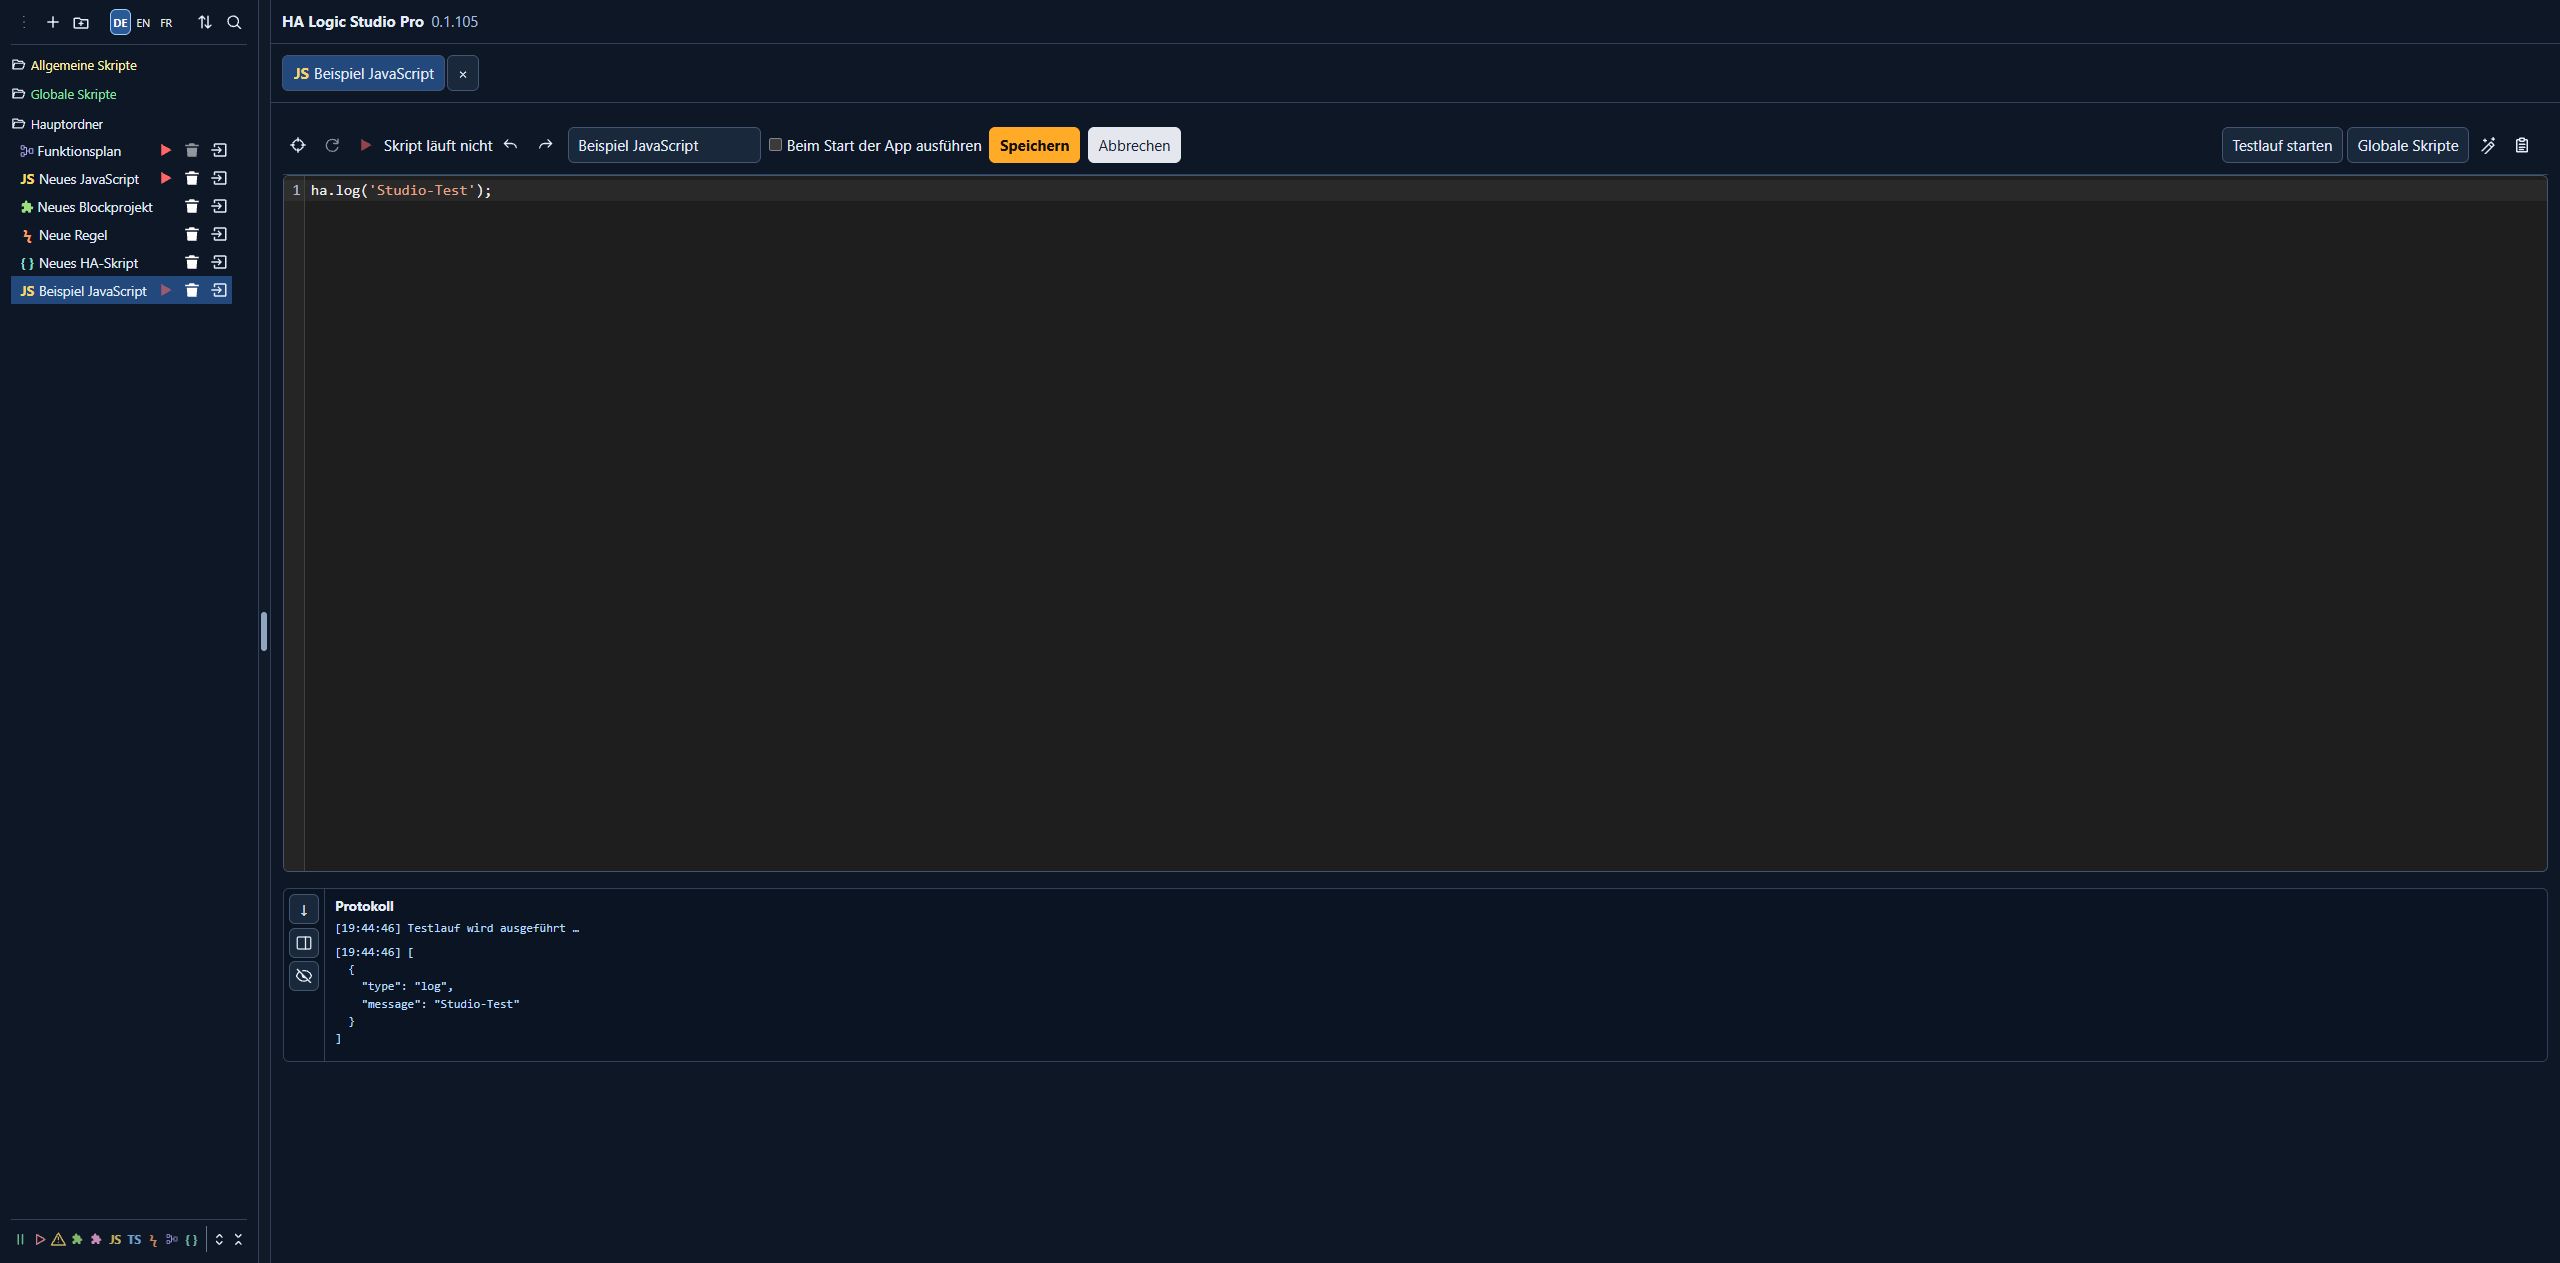 DE EN FR
HA Logic Studio Pro 0.1.105
Allgemeine Skripte
Globale Skripte
Hauptordner
Funktionsplan
JS Neues JavaScript
Neues Blockprojekt
Neue Regel
{ } Neues HA-Skript
JS Beispiel JavaScript
JS Beispiel JavaScript ×
Skript läuft nicht Beispiel JavaScript Beim Start der App ausführen Speichern Abbrechen Testlauf starten Globale Skripte
1 ha.log('Studio-Test');
Protokoll
[19:44:46] Testlauf wird ausgeführt …
[19:44:46] [
{
"type": "log",
"message": "Studio-Test"
}
]
JS TS { }